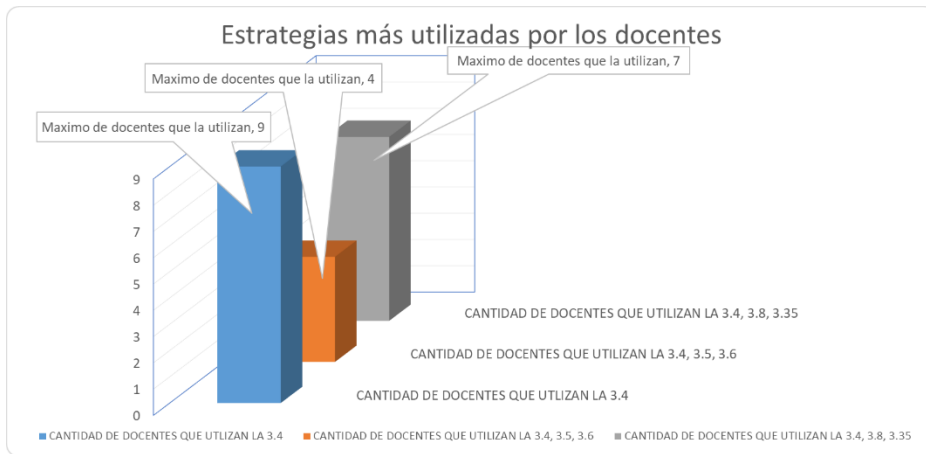 Estrategias más utilizadas por los docentes
Maximo de docentes que la utilizan, 7
Maximo de docentes que la utilizan, 4
Maximo de docentes que la utilizan, 9
9
8
7
6
5
4
3
2
1
0
CANTIDAD DE DOCENTES QUE UTILIZAN LA 3.4, 3.8, 3.35
CANTIDAD DE DOCENTES QUE UTILIZAN LA 3.4, 3.5, 3.6
CANTIDAD DE DOCENTES QUE UTLIZAN LA 3.4
CANTIDAD DE DOCENTES QUE UTLIZAN LA 3.4 CANTIDAD DE DOCENTES QUE UTILIZAN LA 3.4, 3.5, 3.6 CANTIDAD DE DOCENTES QUE UTILIZAN LA 3.4, 3.8, 3.35